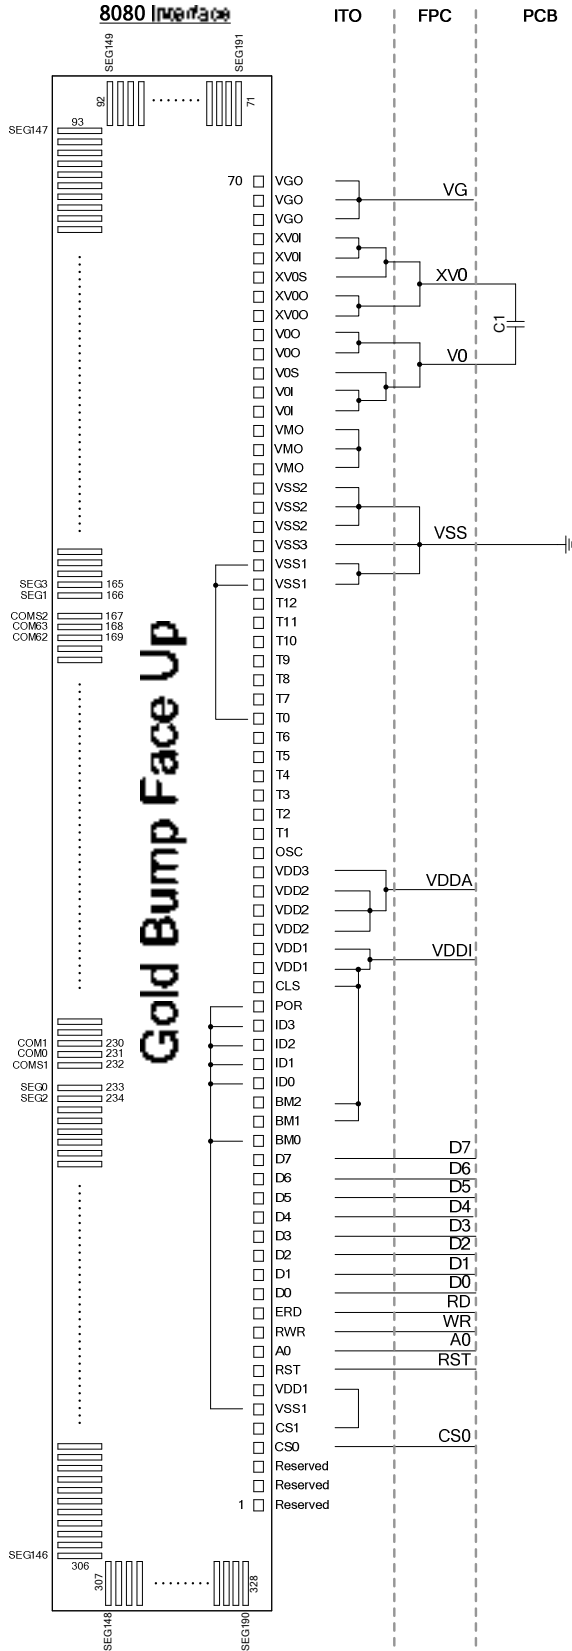 8080 Interface
ITO FPC PCB
SEG149 SEG191
92 71
SEG147 93
70 VGO
VGO VG
VGO
XV0I
XV0I
XV0S XV0
XV0O
XV0O
C1
V0O
V0O V0
V0S
V0I
V0I
VMO
VMO
VMO
VSS2
VSS2
VSS2 VSS
VSS3
VSS1
SEG3 165 VSS1
SEG1 166
T12
COMS2 167
COM63 168 T11
COM62 169 T10
T9
T8
T7
T0
T6
T5
T4
T3
T2
T1
OSC
Gold Bump Face Up
VDD3
VDD2 VDDA
VDD2
VDD2
VDD1 VDDI
VDD1
CLS
POR
ID3
COM1 230 ID2
COM0 231
COMS1 232 ID1
SEG0 233 ID0
SEG2 234 BM2
BM1
BM0
D7 D7
D6 D6
D5 D5
D4 D4
D3 D3
D2 D2
D1 D1
D0 D0
ERD RD
RWR WR
A0 A0
RST RST
VDD1
VSS1
CS1
CS0 CS0
Reserved
Reserved
1 Reserved
SEG146 306
307 328
SEG148 SEG190